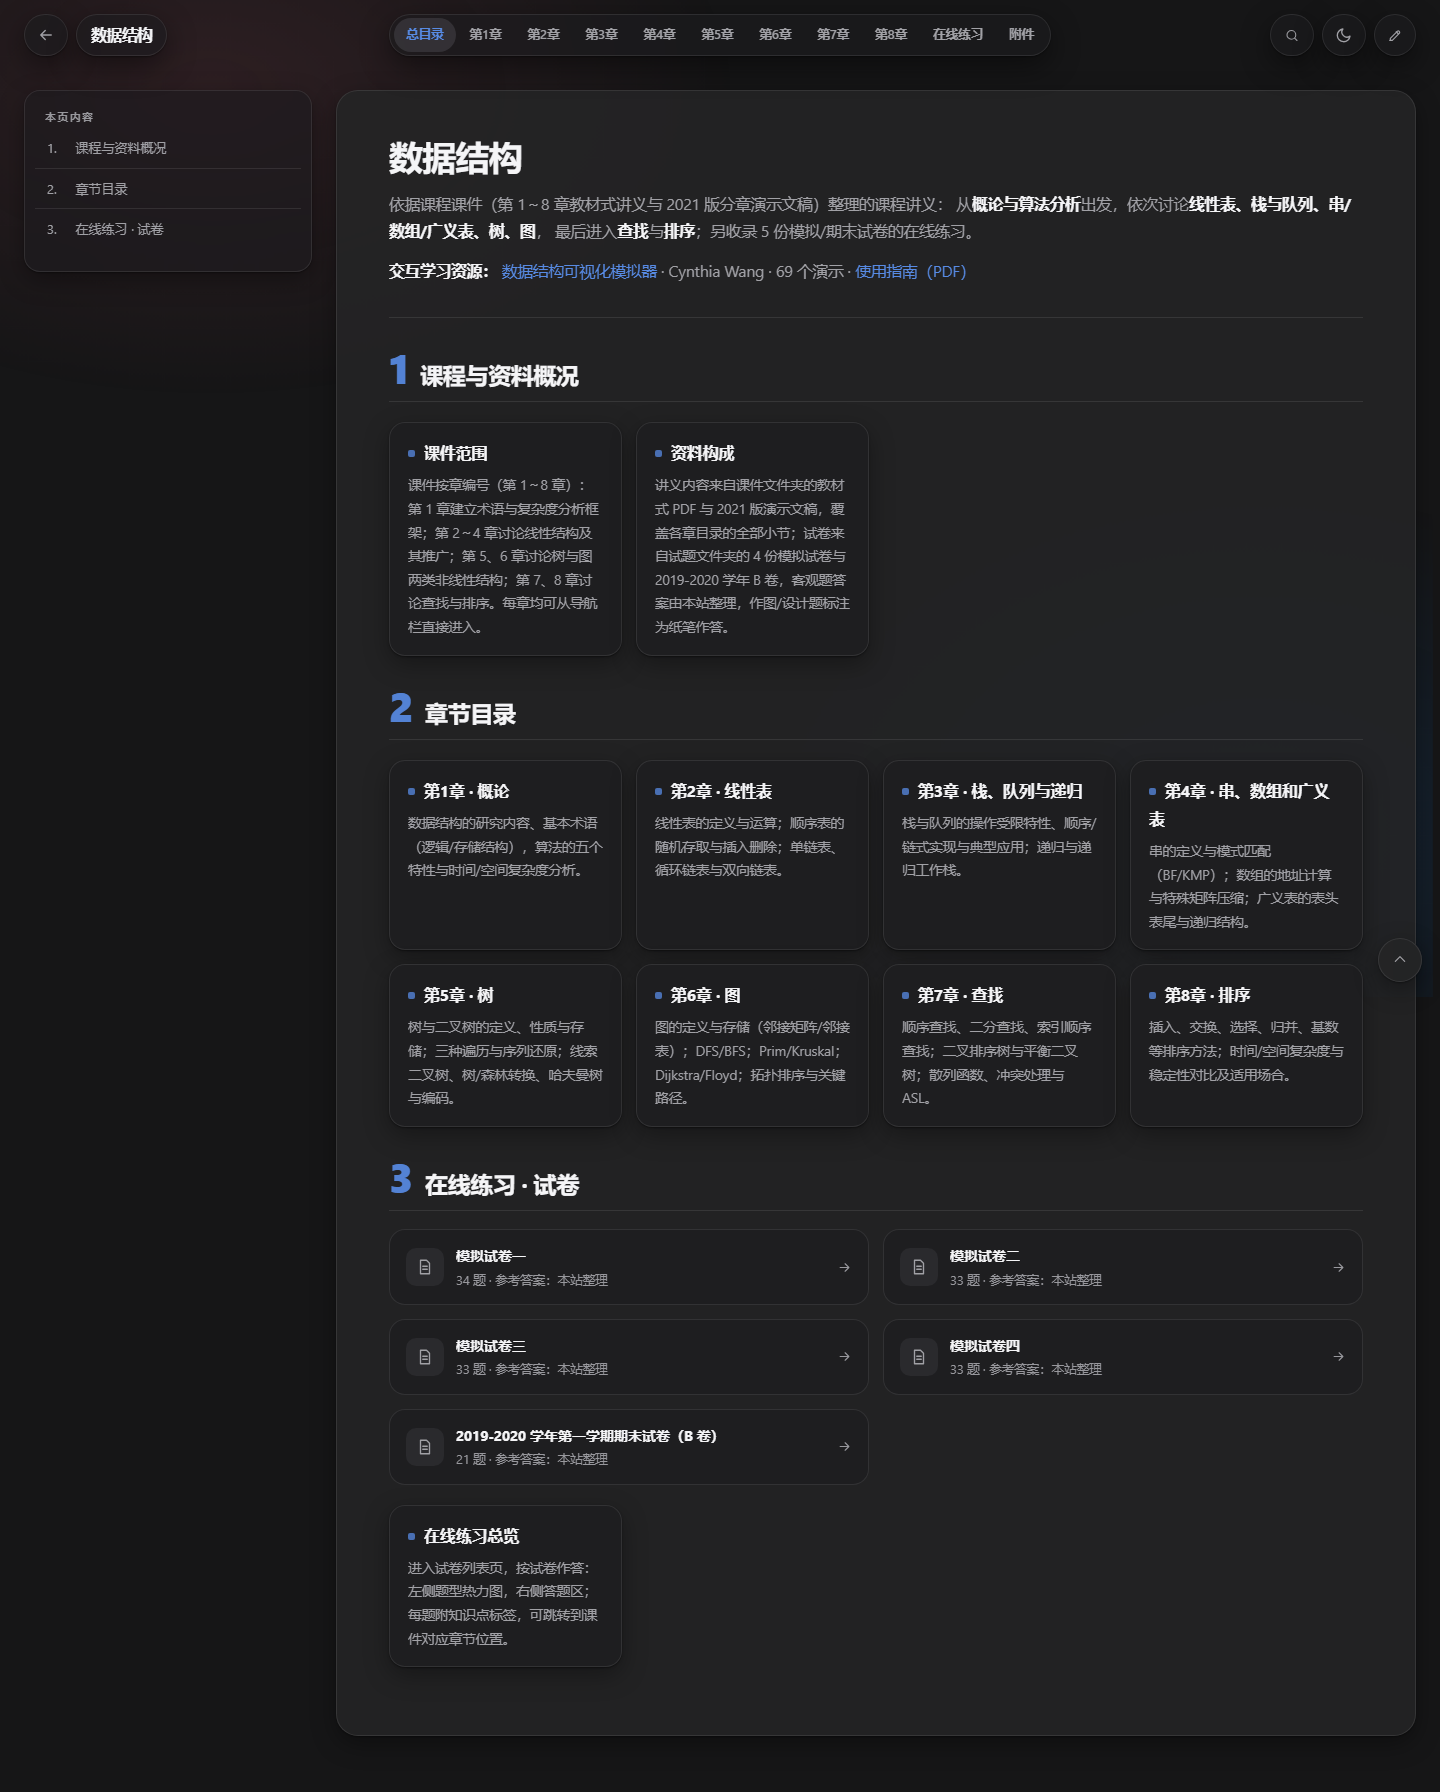 数据结构
总目录 第1章 第2章 第3章 第4章 第5章 第6章 第7章 第8章 在线练习 附件
本页内容
1. 课程与资料概况
2. 章节目录
3. 在线练习 · 试卷
数据结构
依据课程课件（第 1～8 章教材式讲义与 2021 版分章演示文稿）整理的课程讲义： 从概论与算法分析出发，依次讨论线性表、栈与队列、串/
数组/广义表、树、图， 最后进入查找与排序；另收录 5 份模拟/期末试卷的在线练习。
交互学习资源： 数据结构可视化模拟器 · Cynthia Wang · 69 个演示 · 使用指南（PDF）
1 课程与资料概况
课件范围
课件按章编号（第 1～8 章）：
第 1 章建立术语与复杂度分析框
架；第 2～4 章讨论线性结构及
其推广；第 5、6 章讨论树与图
两类非线性结构；第 7、8 章讨
论查找与排序。每章均可从导航
栏直接进入。
资料构成
讲义内容来自课件文件夹的教材
式 PDF 与 2021 版演示文稿，覆
盖各章目录的全部小节；试卷来
自试题文件夹的 4 份模拟试卷与
2019-2020 学年 B 卷，客观题答
案由本站整理，作图/设计题标注
为纸笔作答。
2 章节目录
第1章 · 概论
数据结构的研究内容、基本术语
（逻辑/存储结构），算法的五个
特性与时间/空间复杂度分析。
第2章 · 线性表
线性表的定义与运算；顺序表的
随机存取与插入删除；单链表、
循环链表与双向链表。
第3章 · 栈、队列与递归
栈与队列的操作受限特性、顺序/
链式实现与典型应用；递归与递
归工作栈。
第4章 · 串、数组和广义
表
串的定义与模式匹配
（BF/KMP）；数组的地址计算
与特殊矩阵压缩；广义表的表头
表尾与递归结构。
第5章 · 树
树与二叉树的定义、性质与存
储；三种遍历与序列还原；线索
二叉树、树/森林转换、哈夫曼树
与编码。
第6章 · 图
图的定义与存储（邻接矩阵/邻接
表）；DFS/BFS；Prim/Kruskal；
Dijkstra/Floyd；拓扑排序与关键
路径。
第7章 · 查找
顺序查找、二分查找、索引顺序
查找；二叉排序树与平衡二叉
树；散列函数、冲突处理与
ASL。
第8章 · 排序
插入、交换、选择、归并、基数
等排序方法；时间/空间复杂度与
稳定性对比及适用场合。
3 在线练习 · 试卷
模拟试卷一
34 题 · 参考答案：本站整理
模拟试卷二
33 题 · 参考答案：本站整理
模拟试卷三
33 题 · 参考答案：本站整理
模拟试卷四
33 题 · 参考答案：本站整理
2019-2020 学年第一学期期末试卷（B 卷）
21 题 · 参考答案：本站整理
在线练习总览
进入试卷列表页，按试卷作答：
左侧题型热力图，右侧答题区；
每题附知识点标签，可跳转到课
件对应章节位置。